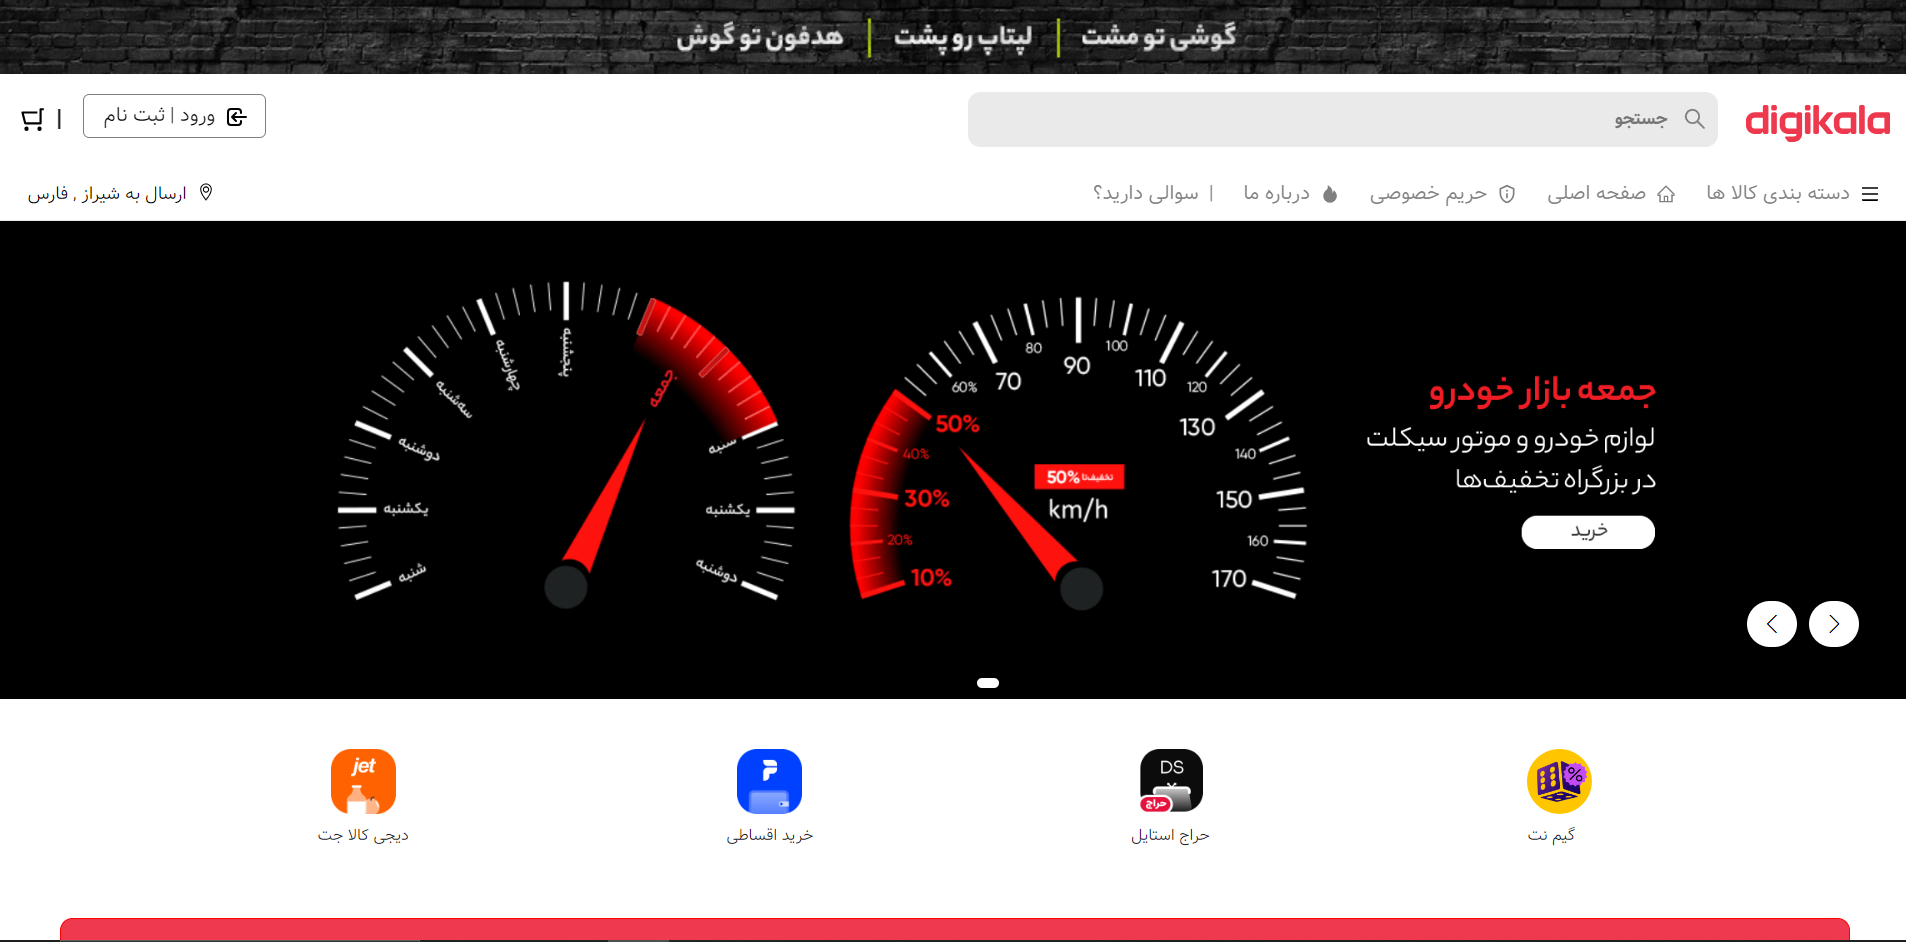 گوشی تو مشت | لپتاپ رو پشت | هدفون تو گوش
digikala
جستجو
ورود | ثبت نام
دسته بندی کالا ها
صفحه اصلی
حریم خصوصی
درباره ما
| سوالی دارید؟
ارسال به شیراز , فارس
جمعه بازار خودرو
لوازم خودرو و موتور سیکلت
در بزرگراه تخفیف‌ها
خرید
10%
20%
30%
40%
50%
60%
70
80
90
100
110
120
130
140
150
160
170
تخفیف تا 50%
km/h
شنبه
یکشنبه
دوشنبه
سه‌شنبه
چهارشنبه
پنجشنبه
جمعه
شنبه
یکشنبه
دوشنبه
گیم نت
DS
حراج
حراج استایل
خرید اقساطی
jet
دیجی کالا جت